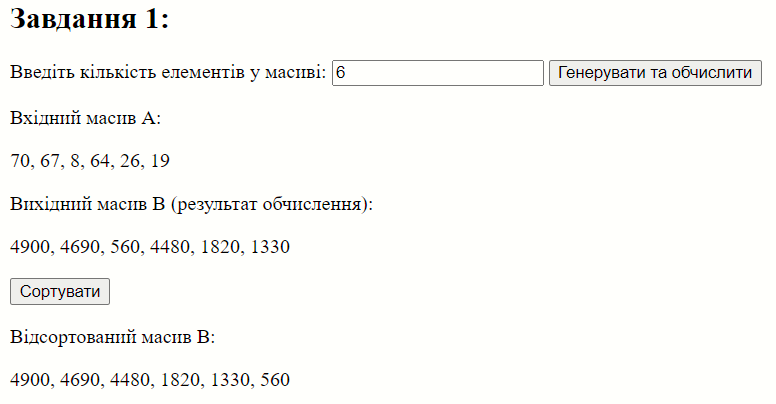 Завдання 1:
Введіть кількість елементів у масиві: 6 Генерувати та обчислити
Вхідний масив A:
70, 67, 8, 64, 26, 19
Вихідний масив B (результат обчислення):
4900, 4690, 560, 4480, 1820, 1330
Сортувати
Відсортований масив B:
4900, 4690, 4480, 1820, 1330, 560